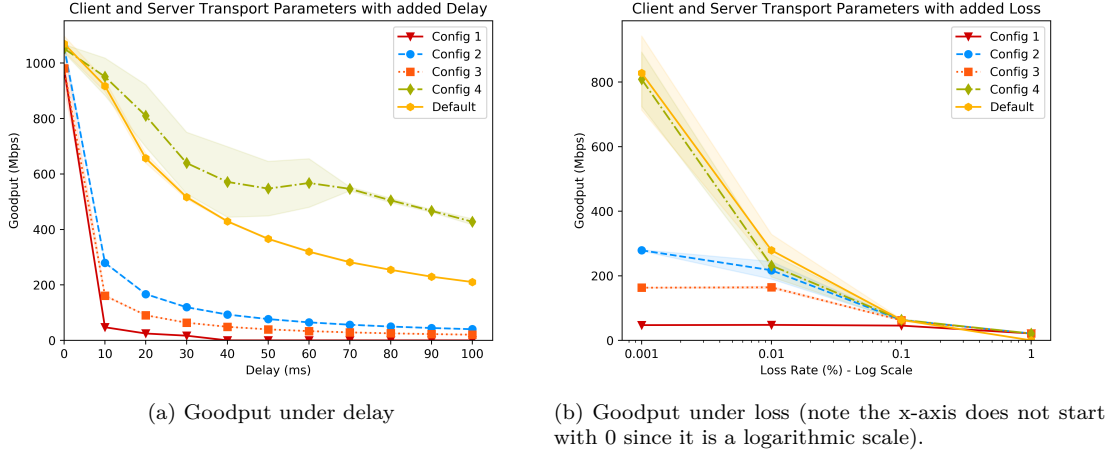 Client and Server Transport Parameters with added Delay
Goodput (Mbps)
1000
800
600
400
200
0
0 10 20 30 40 50 60 70 80 90 100
Delay (ms)
Config 1
Config 2
Config 3
Config 4
Default
(a) Goodput under delay
Client and Server Transport Parameters with added Loss
Goodput (Mbps)
800
600
400
200
0
0.001 0.01 0.1 1
Loss Rate (%) - Log Scale
Config 1
Config 2
Config 3
Config 4
Default
(b) Goodput under loss (note the x-axis does not start
with 0 since it is a logarithmic scale).